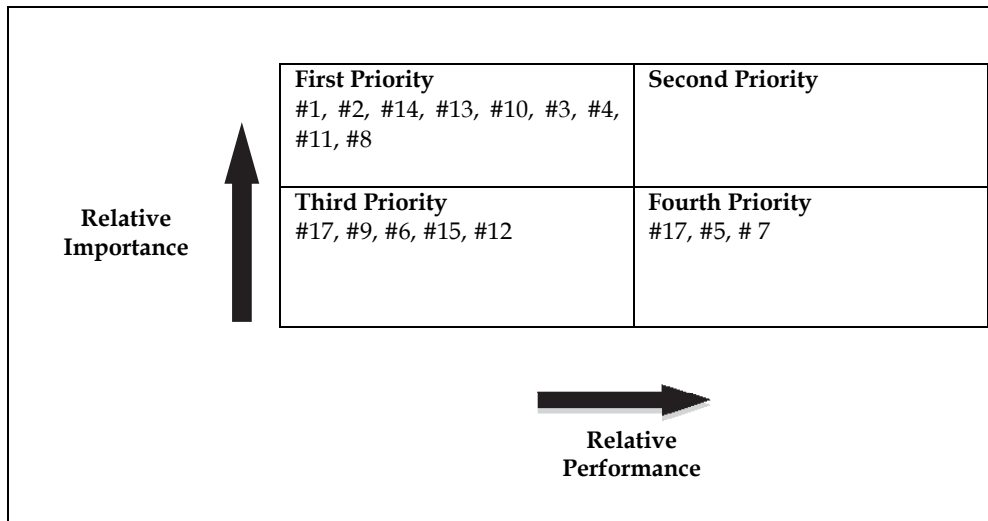 First Priority
#1, #2, #14, #13, #10, #3, #4,
#11, #8
Second Priority
Third Priority
#17, #9, #6, #15, #12
Fourth Priority
#17, #5, # 7
Relative
Importance
Relative
Performance